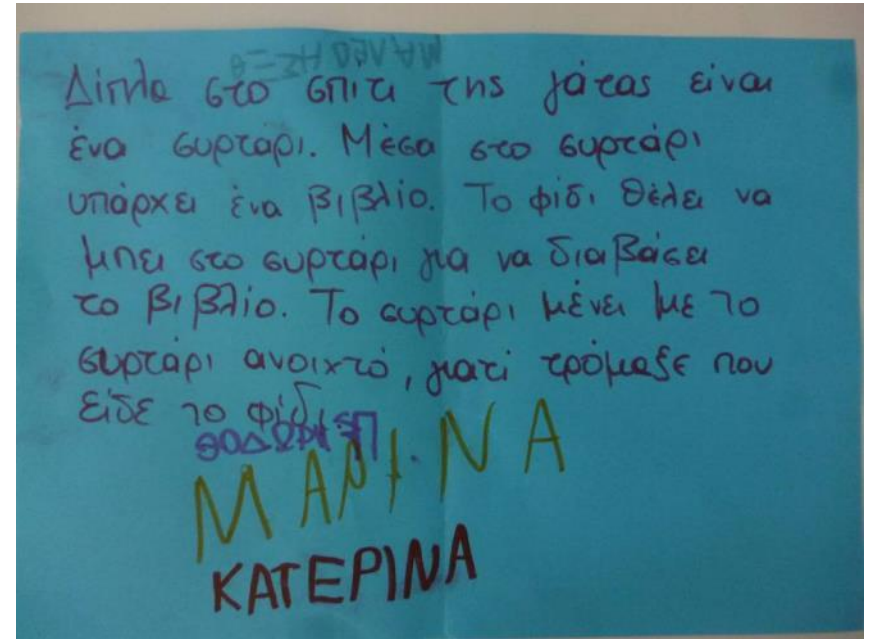 Δίπλα στο σπίτι της γάτας είναι
ένα συρτάρι. Μέσα στο συρτάρι
υπάρχει ένα βιβλίο. Το φίδι θέλει να
μπει στο συρτάρι για να διαβάσει
το βιβλίο. Το συρτάρι μένει με το
συρτάρι ανοιχτό, γιατί τρόμαξε που
είδε το φίδι
ΜΑΡΙΝΑ
ΚΑΤΕΡΙΝΑ